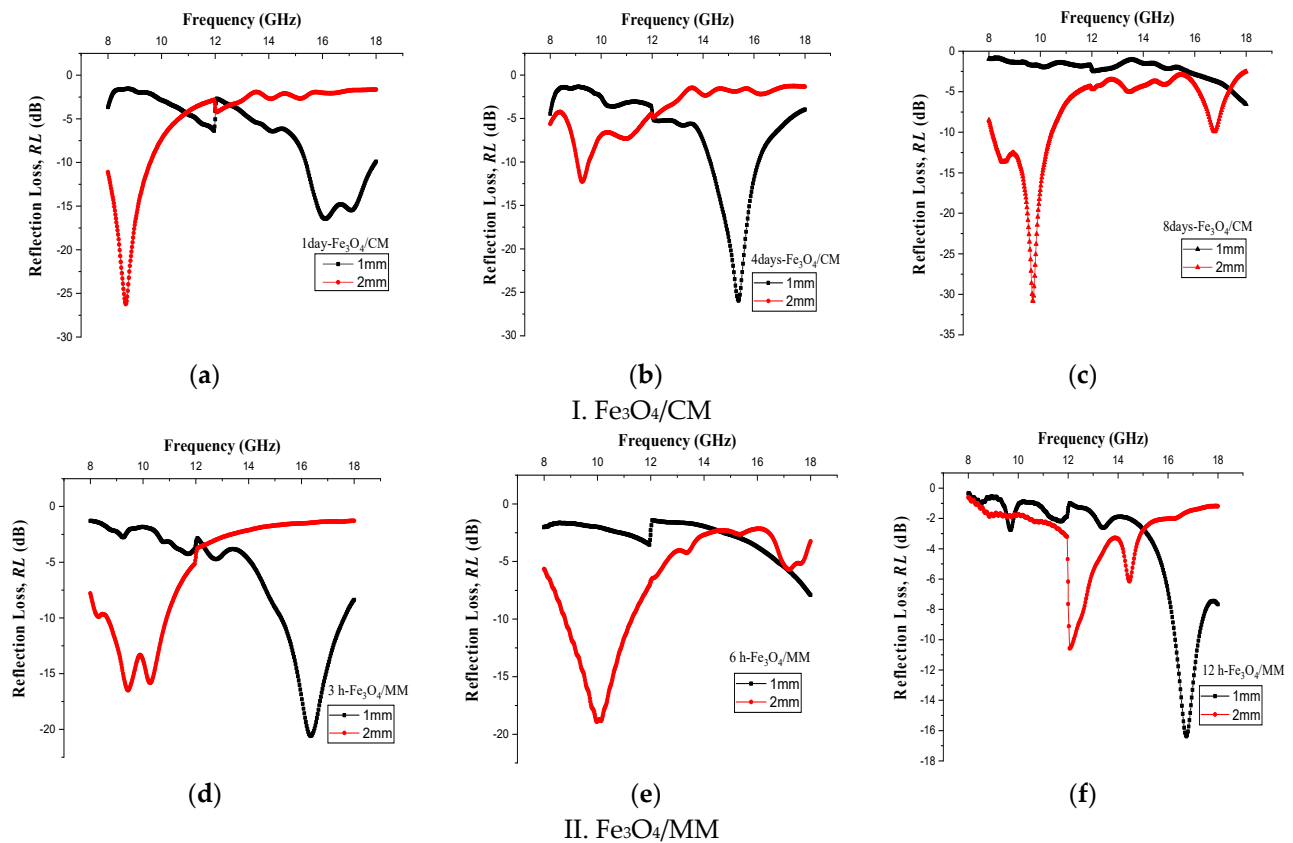 Frequency (GHz)
8 10 12 14 16 18
0
-5
-10
-15
-20
-25
-30
Reflection Loss, RL (dB)
1day-Fe₃O₄/CM
1mm
2mm
(a)
Frequency (GHz)
8 10 12 14 16 18
0
-5
-10
-15
-20
-25
-30
Reflection Loss, RL (dB)
4days-Fe₃O₄/CM
1mm
2mm
(b)
Frequency (GHz)
8 10 12 14 16 18
0
-5
-10
-15
-20
-25
-30
-35
Reflection Loss, RL (dB)
8days-Fe₃O₄/CM
1mm
2mm
(c)
I. Fe₃O₄/CM
Frequency (GHz)
8 10 12 14 16 18
0
-5
-10
-15
-20
Reflection Loss, RL (dB)
3 h-Fe₃O₄/MM
1mm
2mm
(d)
Frequency (GHz)
8 10 12 14 16 18
0
-5
-10
-15
-20
Reflection Loss, RL (dB)
6 h-Fe₃O₄/MM
1mm
2mm
(e)
Frequency (GHz)
8 10 12 14 16 18
0
-2
-4
-6
-8
-10
-12
-14
-16
-18
Reflection Loss, RL (dB)
12 h-Fe₃O₄/MM
1mm
2mm
(f)
II. Fe₃O₄/MM